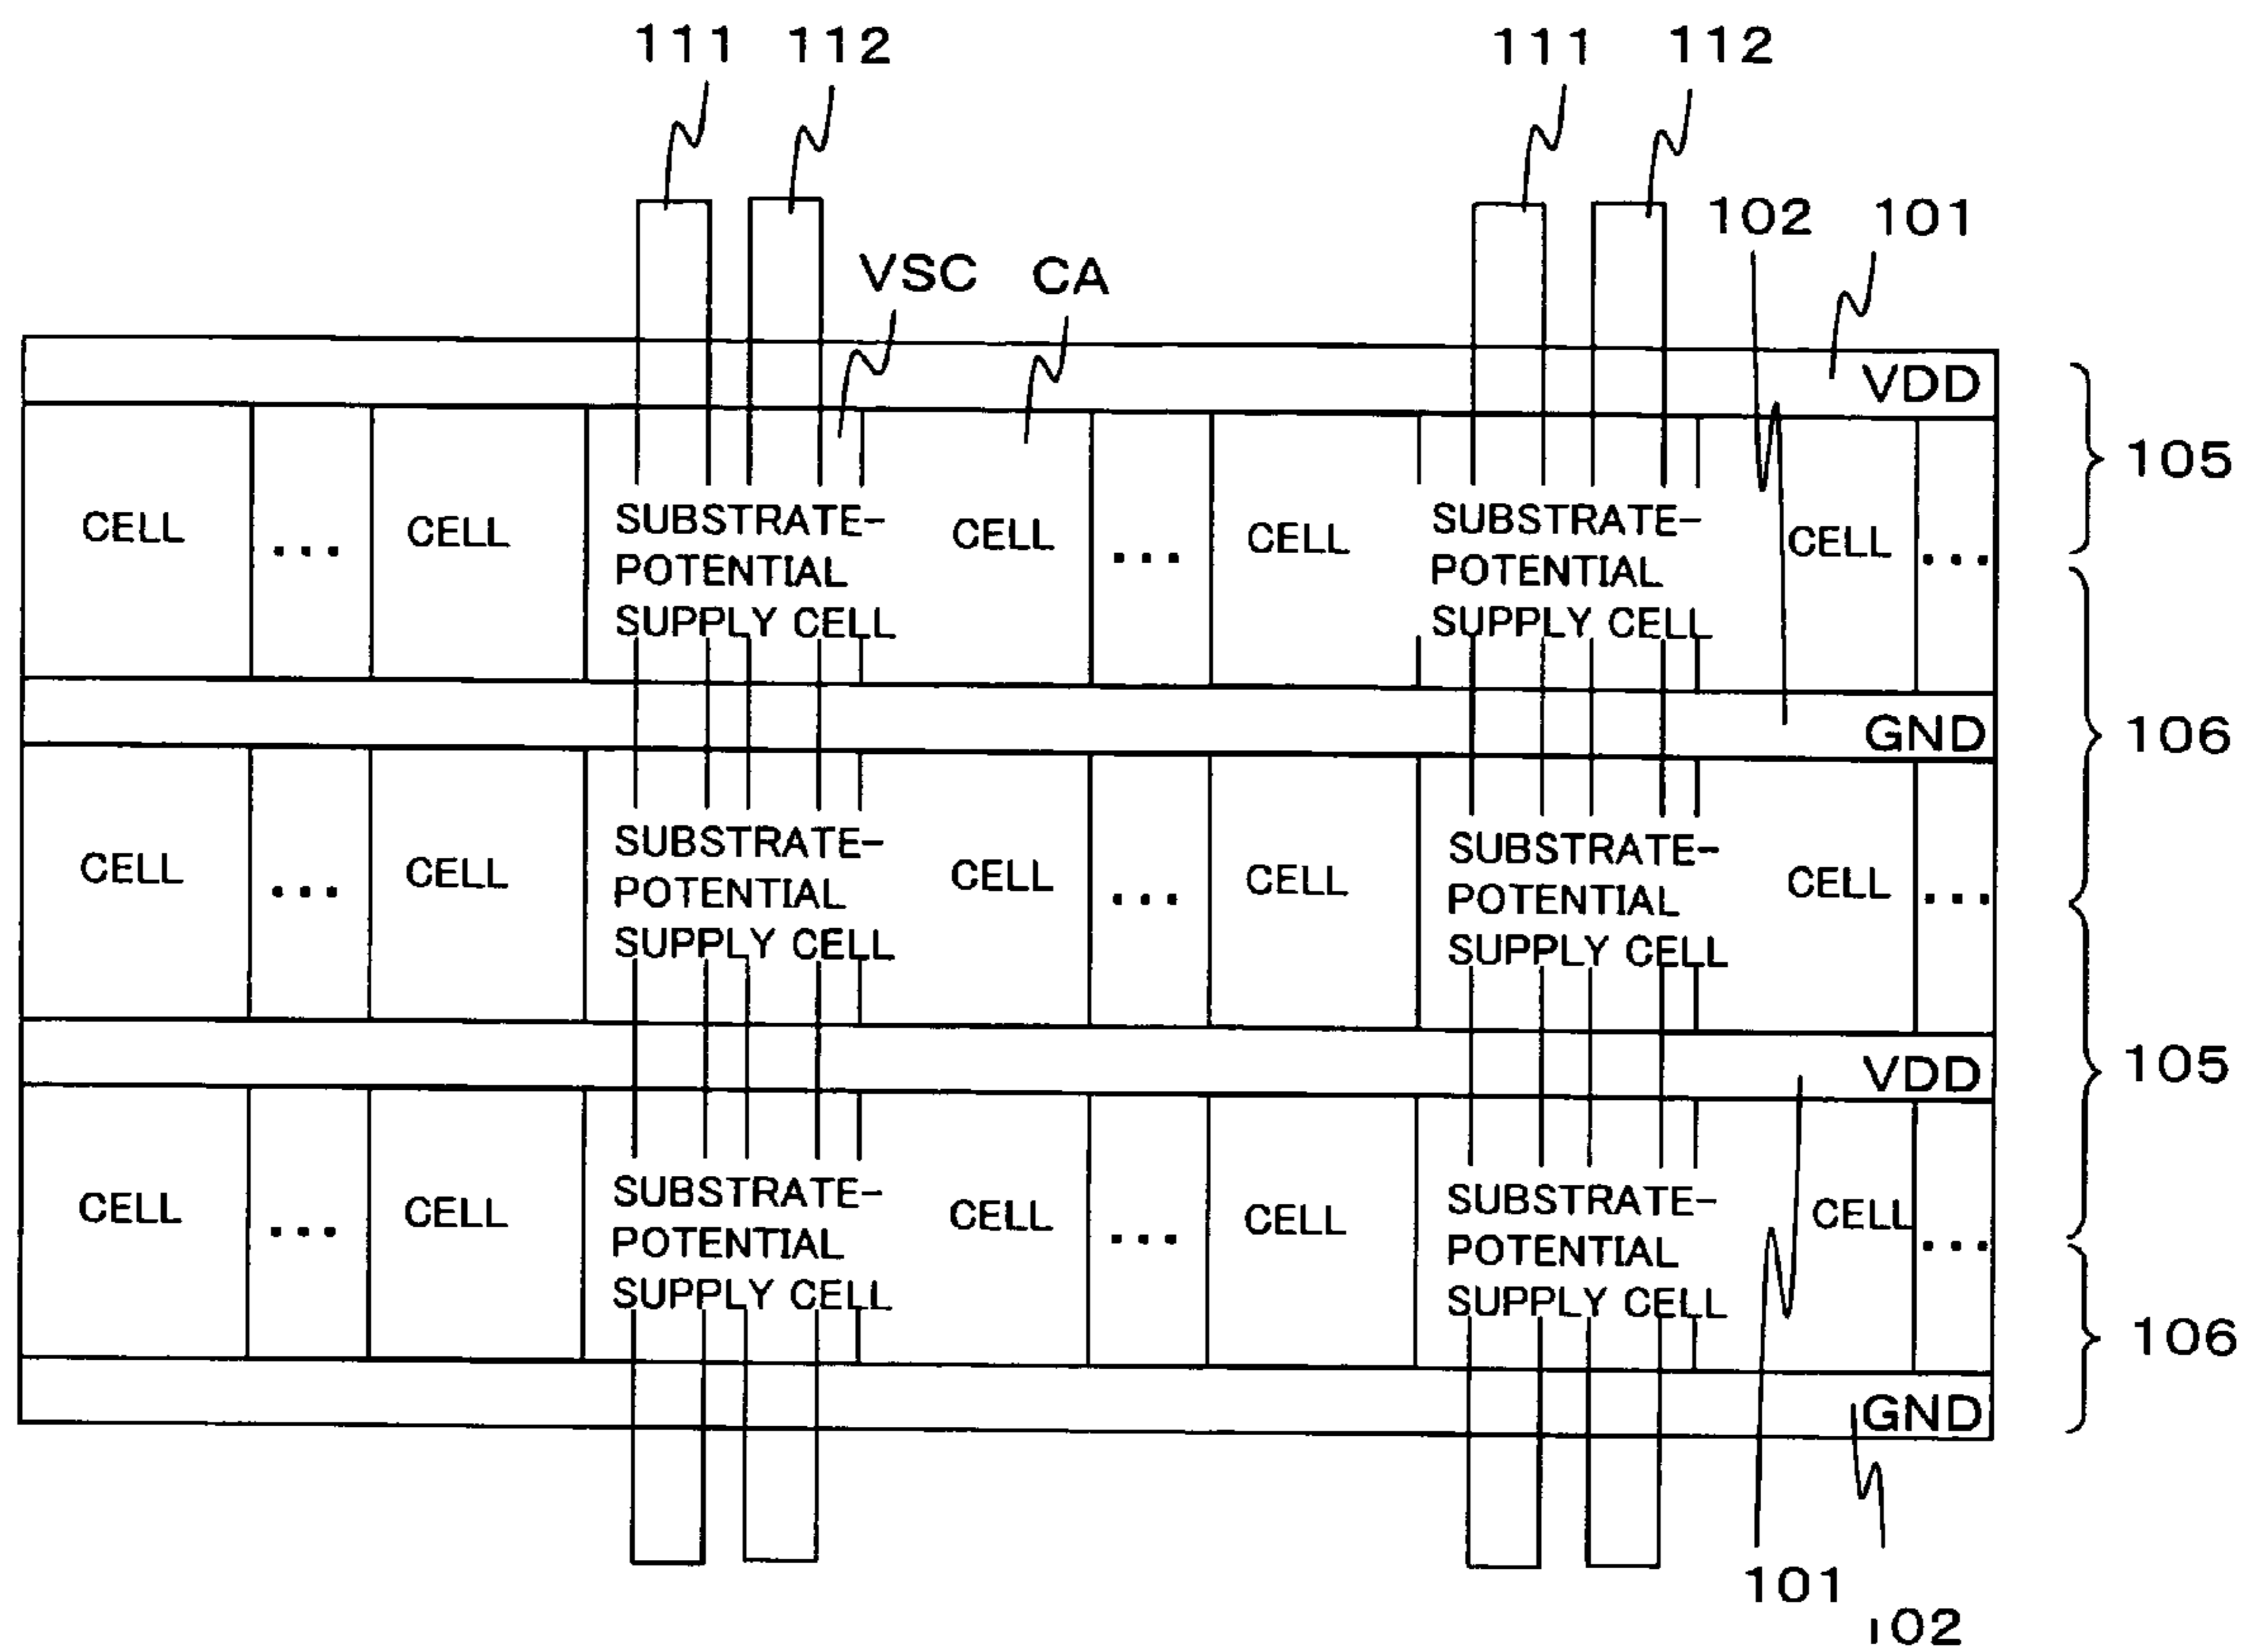 111 112 111 112
102 101
VSC CA
VDD
105
CELL ... CELL SUBSTRATE- CELL ... CELL SUBSTRATE- CELL ...
POTENTIAL POTENTIAL
SUPPLY CELL SUPPLY CELL
GND
106
CELL ... CELL SUBSTRATE- CELL ... CELL SUBSTRATE- CELL ...
POTENTIAL POTENTIAL
SUPPLY CELL SUPPLY CELL
VDD
105
CELL ... CELL SUBSTRATE- CELL ... CELL SUBSTRATE- CELL ...
POTENTIAL POTENTIAL
SUPPLY CELL SUPPLY CELL
106
GND
101
102